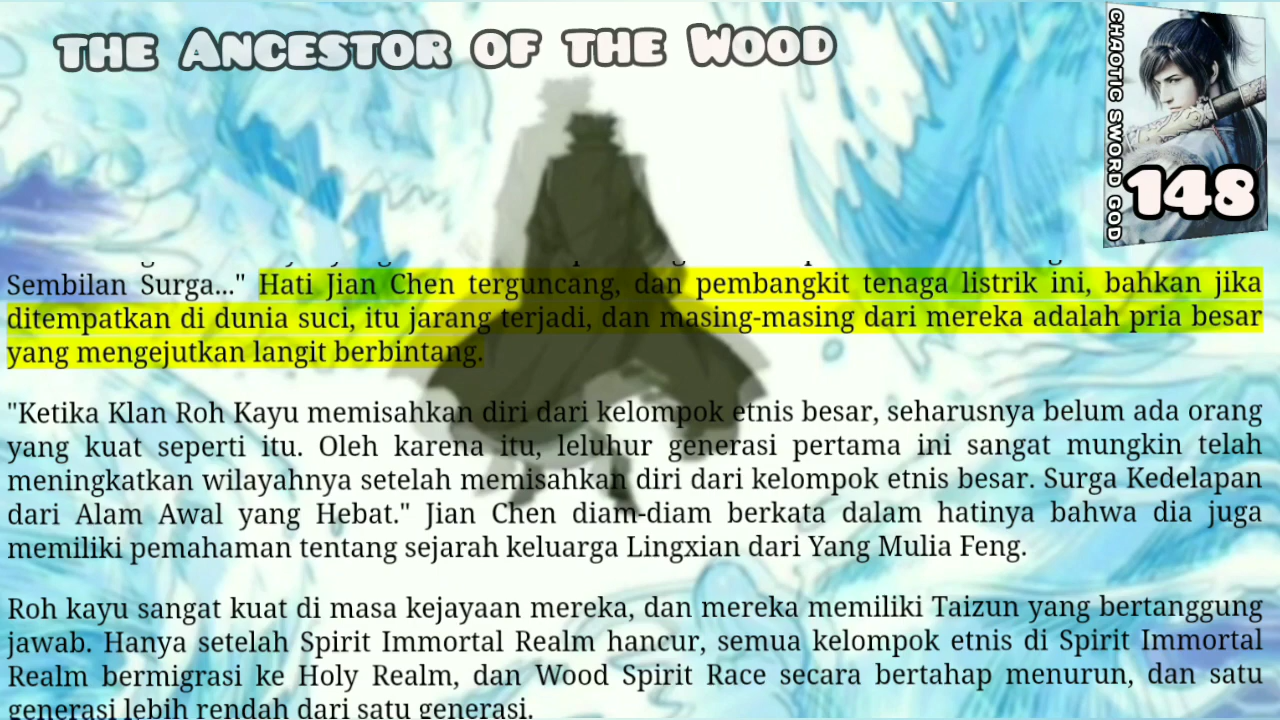 THE ANCESTOR OF THE WOOD
CHAOTIC SWORD GOD
148
Sembilan Surga..." Hati Jian Chen terguncang, dan pembangkit tenaga listrik ini, bahkan jika
ditempatkan di dunia suci, itu jarang terjadi, dan masing-masing dari mereka adalah pria besar
yang mengejutkan langit berbintang.
"Ketika Klan Roh Kayu memisahkan diri dari kelompok etnis besar, seharusnya belum ada orang
yang kuat seperti itu. Oleh karena itu, leluhur generasi pertama ini sangat mungkin telah
meningkatkan wilayahnya setelah memisahkan diri dari kelompok etnis besar. Surga Kedelapan
dari Alam Awal yang Hebat." Jian Chen diam-diam berkata dalam hatinya bahwa dia juga
memiliki pemahaman tentang sejarah keluarga Lingxian dari Yang Mulia Feng.
Roh kayu sangat kuat di masa kejayaan mereka, dan mereka memiliki Taizun yang bertanggung
jawab. Hanya setelah Spirit Immortal Realm hancur, semua kelompok etnis di Spirit Immortal
Realm bermigrasi ke Holy Realm, dan Wood Spirit Race secara bertahap menurun, dan satu
generasi lebih rendah dari satu generasi.